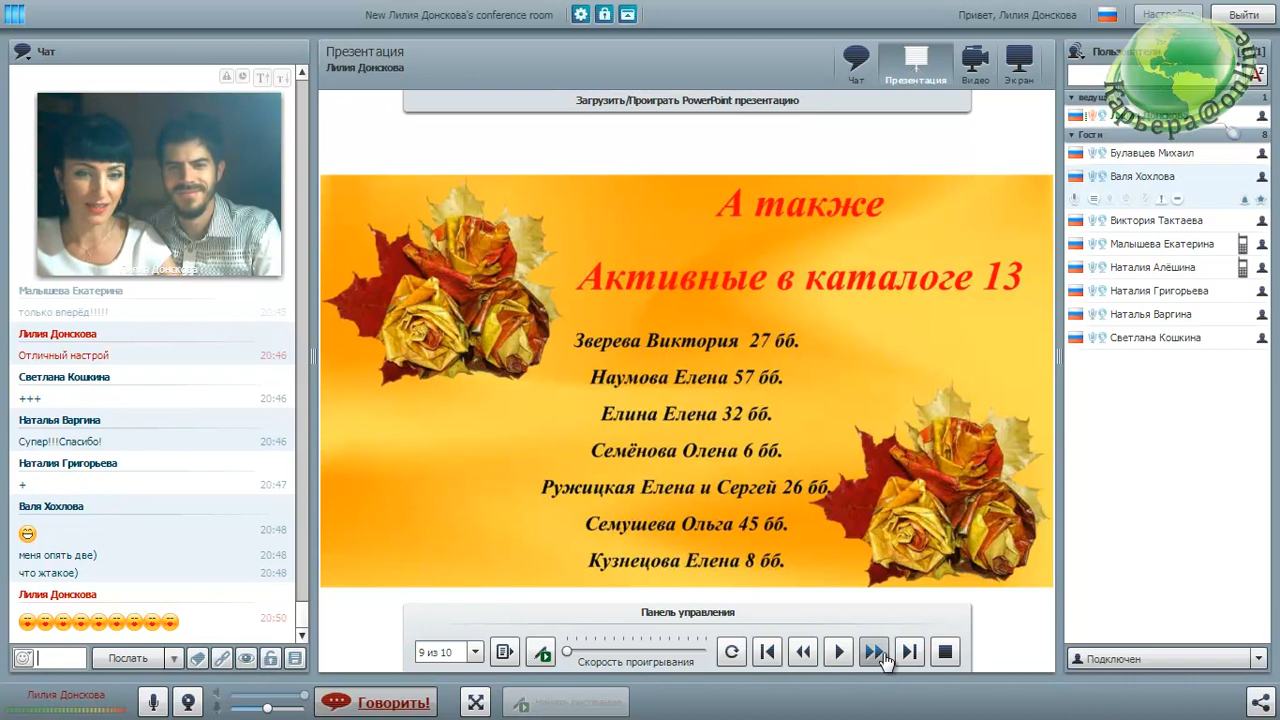 New Лилия Донскова's conference room
Привет, Лилия Донскова
Настройки
Выйти
Чат
Лилия Донскова
Малышева Екатерина
только вперёд!!!!!
20:45
Лилия Донскова
Отличный настрой
20:46
Светлана Кошкина
+++
20:46
Наталья Варгина
Супер!!!Спасибо!
20:46
Наталия Григорьева
+
20:47
Валя Хохлова
20:48
меня опять две)
20:48
что жтакое)
20:48
Лилия Донскова
20:50
Послать
Презентация
Лилия Донскова
Чат
Презентация
Видео
Экран
Загрузить/Проиграть PowerPoint презентацию
А также
Активные в каталоге 13
Зверева Виктория 27 бб.
Наумова Елена 57 бб.
Елина Елена 32 бб.
Семёнова Олена 6 бб.
Ружицкая Елена и Сергей 26 бб.
Семушева Ольга 45 бб.
Кузнецова Елена 8 бб.
Панель управления
9 из 10
Скорость проигрывания
Карьера@online
1
Гости
8
Булавцев Михаил
Валя Хохлова
Виктория Тактаева
Малышева Екатерина
Наталия Алёшина
Наталия Григорьева
Наталья Варгина
Светлана Кошкина
Подключен
Лилия Донскова
Говорить!